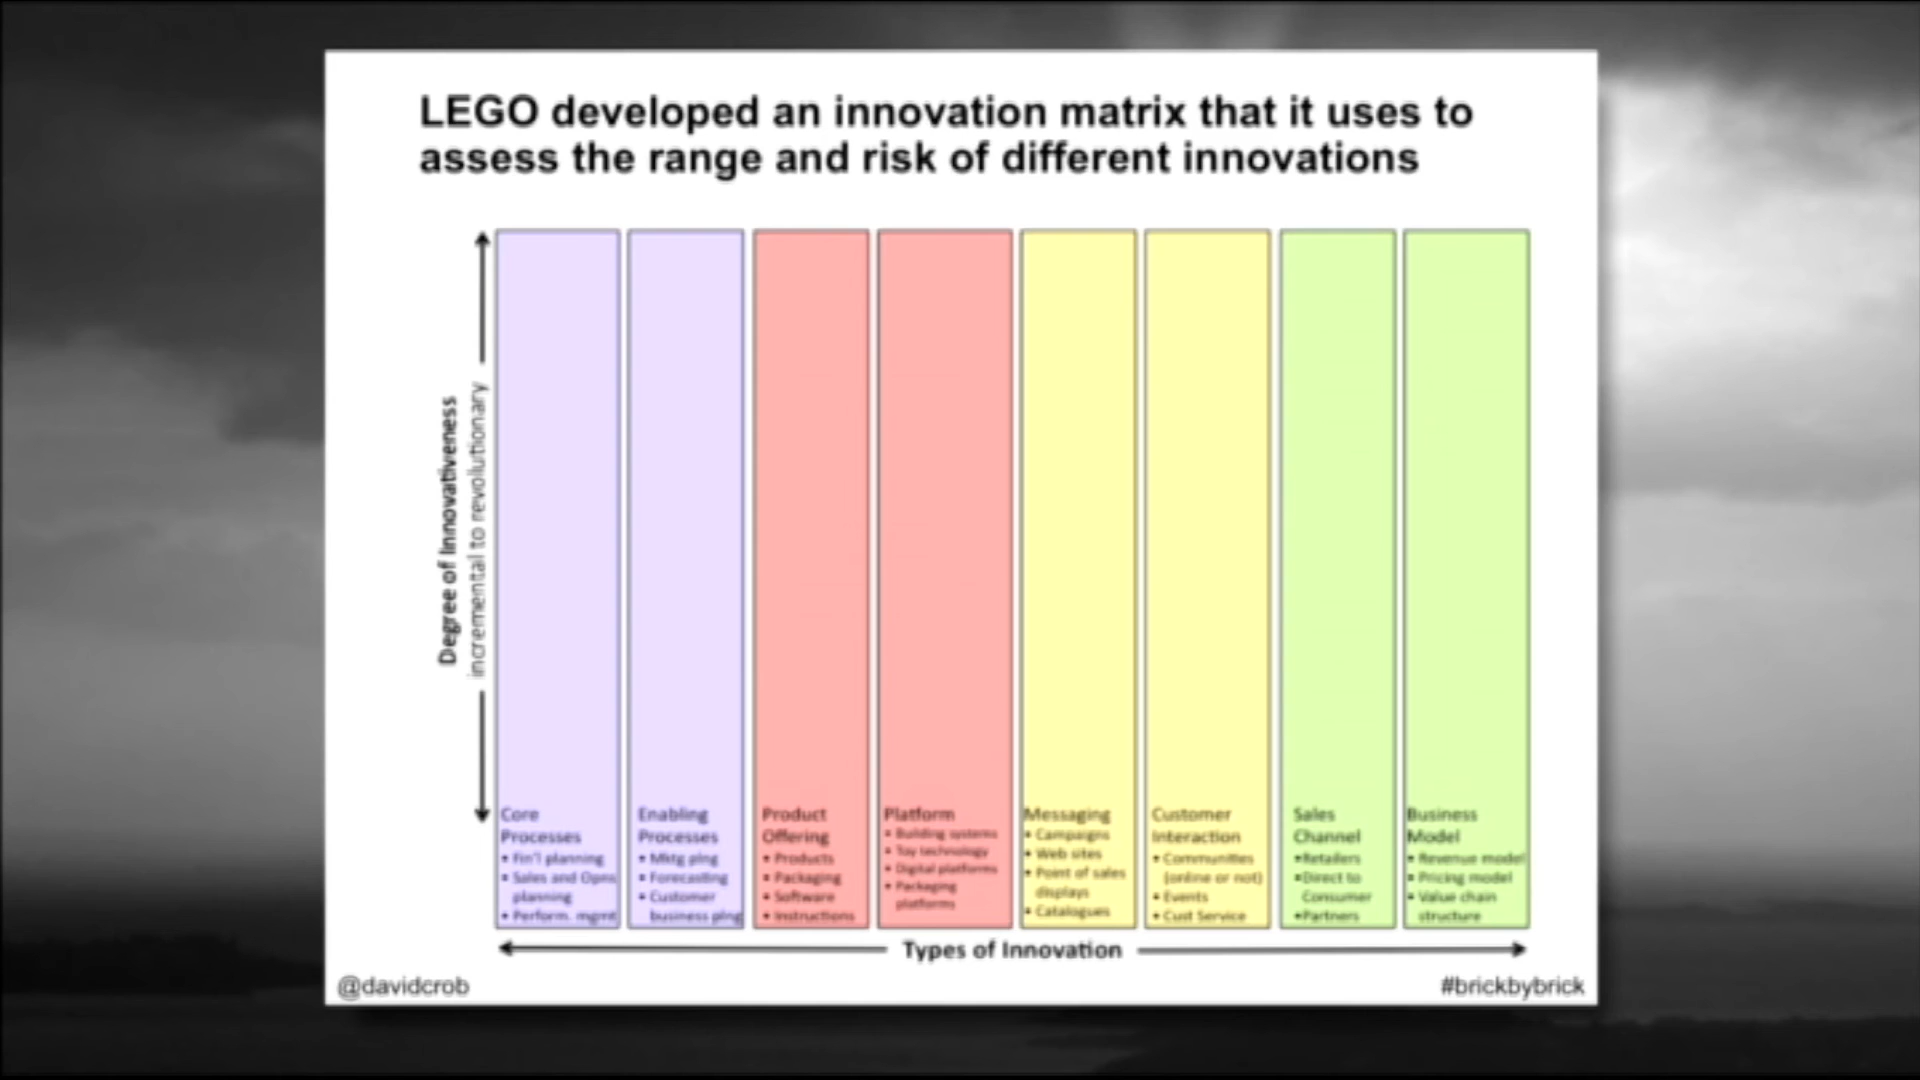 LEGO developed an innovation matrix that it uses to
assess the range and risk of different innovations
Degree of Innovativeness
incremental to revolutionary
Core
Processes
• Fin'l planning
• Sales and Opns
planning
• Perform. mgmt
Enabling
Processes
• Mktg plng
• Forecasting
• Customer
business plng
Product
Offering
• Products
• Packaging
• Software
• Instructions
Platform
• Building systems
• Toy technology
• Digital platforms
• Packaging
platforms
Messaging
• Campaigns
• Web sites
• Point of sales
displays
• Catalogues
Customer
Interaction
• Communities
(online or not)
• Events
• Cust Service
Sales
Channel
•Retailers
•Direct to
Consumer
•Partners
Business
Model
• Revenue model
• Pricing model
• Value chain
structure
Types of Innovation
@davidcrob
#brickbybrick